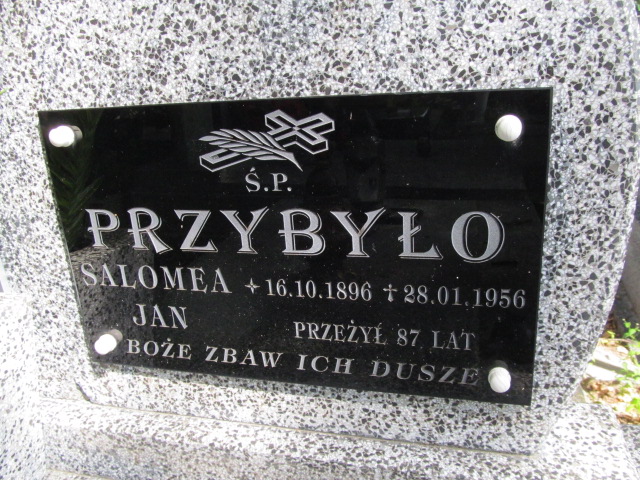 Ś.P.
PRZYBYŁO
SALOMEA ✦ 16.10.1896 ✝ 28.01.1956
JAN PRZEŻYŁ 87 LAT
BOŻE ZBAW ICH DUSZE